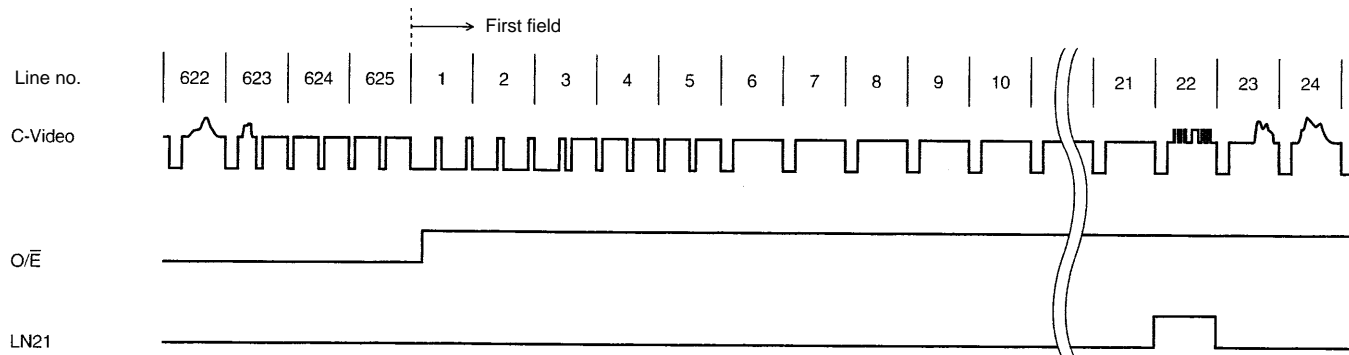 First field
Line no. 622 623 624 625 1 2 3 4 5 6 7 8 9 10 21 22 23 24
C-Video
O/E̅
LN21